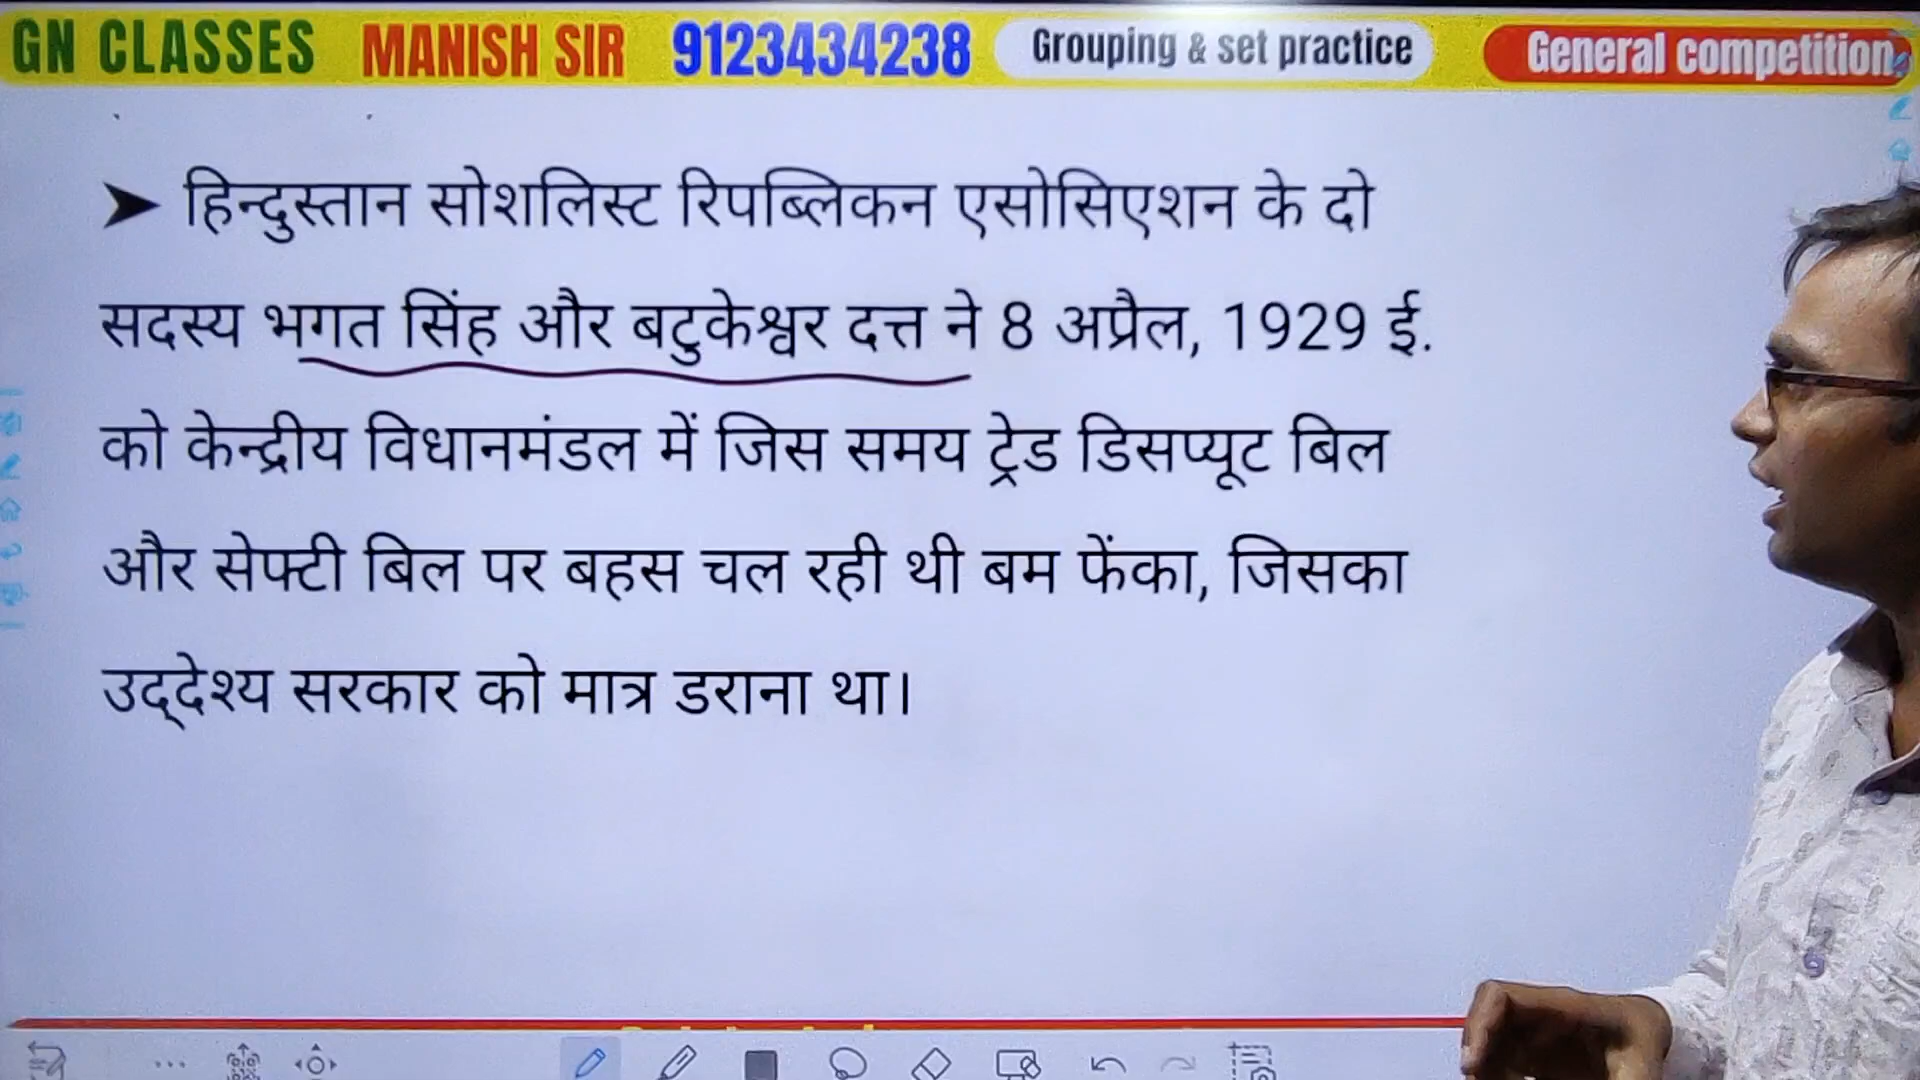 GN CLASSES MANISH SIR 9123434238 Grouping & set practice General competition
➤ हिन्दुस्तान सोशलिस्ट रिपब्लिकन एसोसिएशन के दो
सदस्य भगत सिंह और बटुकेश्वर दत्त ने 8 अप्रैल, 1929 ई.
को केन्द्रीय विधानमंडल में जिस समय ट्रेड डिसप्यूट बिल
और सेफ्टी बिल पर बहस चल रही थी बम फेंका, जिसका
उद्‌देश्य सरकार को मात्र डराना था।